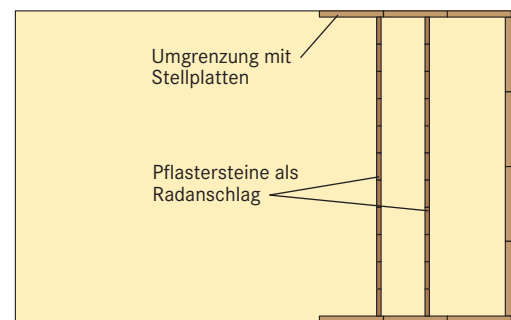 Umgrenzung mit
Stellplatten
Pflastersteine als
Radanschlag